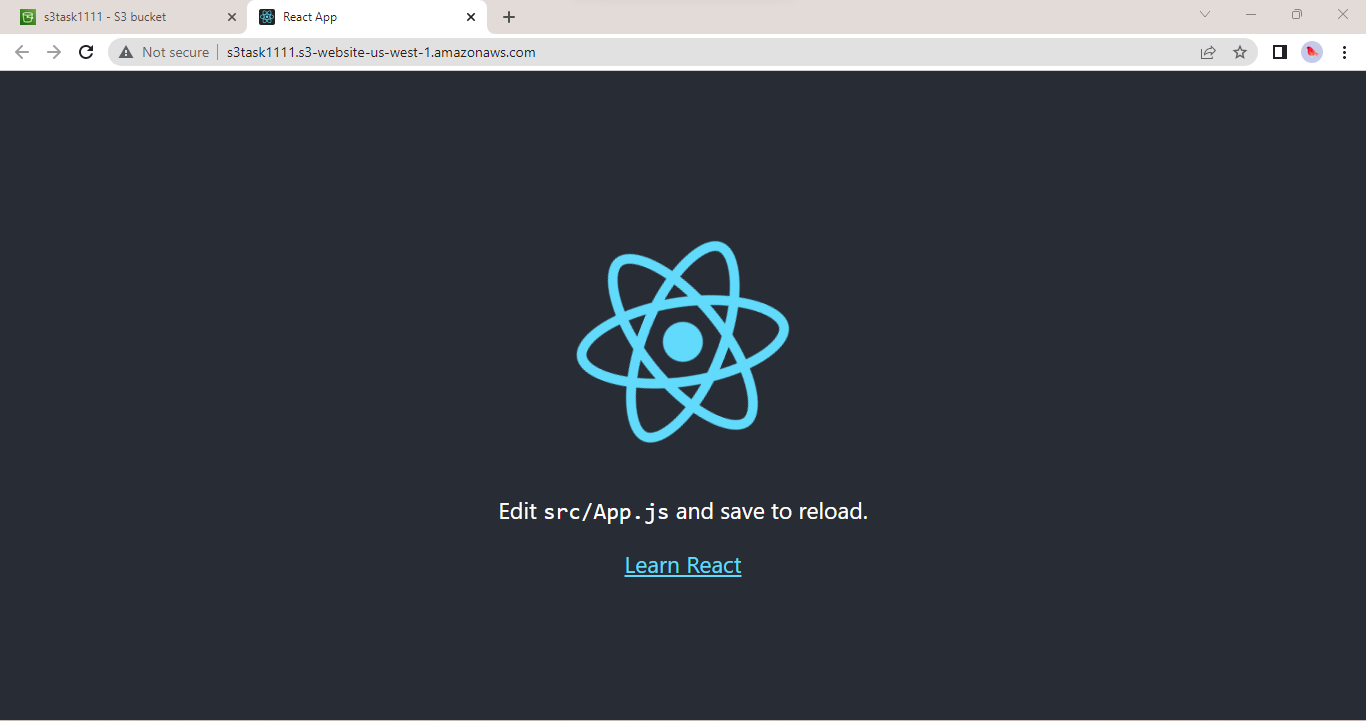 s3task1111 - S3 bucket
React App
Not secure
s3task1111.s3-website-us-west-1.amazonaws.com
Edit src/App.js and save to reload.
Learn React